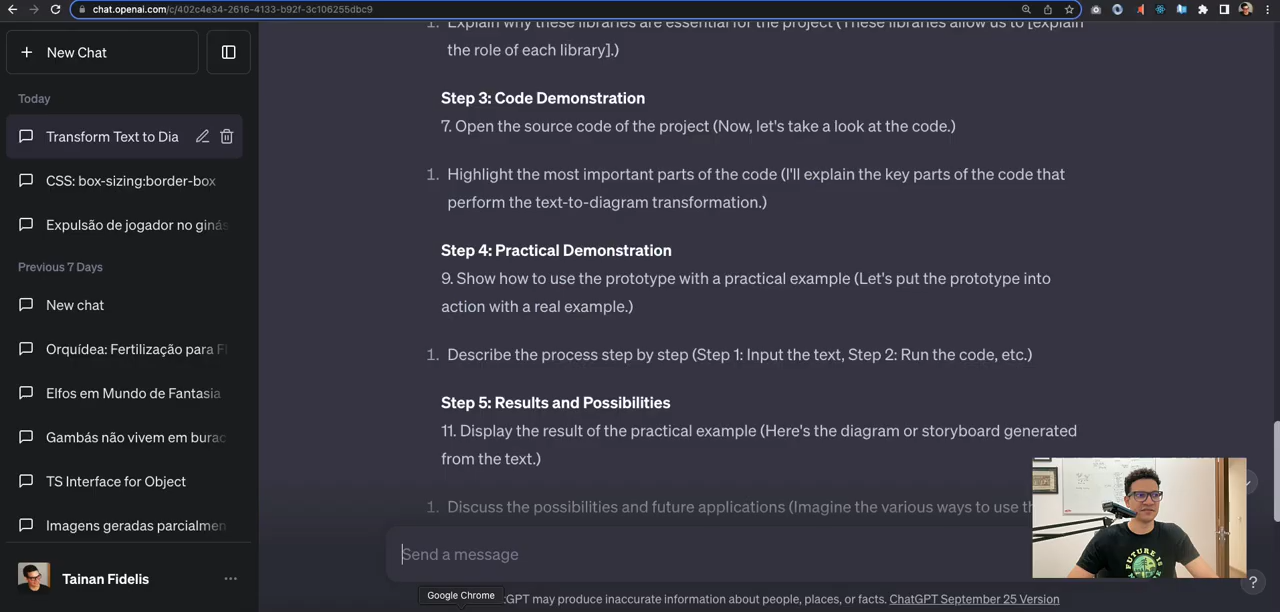 chat.openai.com/c/402c4e34-2616-4133-b92f-3c106255dbc9
+ New Chat
Today
Transform Text to Dia
CSS: box-sizing:border-box
Expulsão de jogador no ginás
Previous 7 Days
New chat
Orquídea: Fertilização para Fl
Elfos em Mundo de Fantasia
Gambás não vivem em burac
TS Interface for Object
Imagens geradas parcialmen
Tainan Fidelis
1. Explain why these libraries are essential for the project (These libraries allow us to [explain
the role of each library].)
Step 3: Code Demonstration
7. Open the source code of the project (Now, let's take a look at the code.)
1. Highlight the most important parts of the code (I'll explain the key parts of the code that
perform the text-to-diagram transformation.)
Step 4: Practical Demonstration
9. Show how to use the prototype with a practical example (Let's put the prototype into
action with a real example.)
1. Describe the process step by step (Step 1: Input the text, Step 2: Run the code, etc.)
Step 5: Results and Possibilities
11. Display the result of the practical example (Here's the diagram or storyboard generated
from the text.)
1. Discuss the possibilities and future applications (Imagine the various ways to use th
Send a message
Google Chrome
GPT may produce inaccurate information about people, places, or facts. ChatGPT September 25 Version
?
FUTURE IS